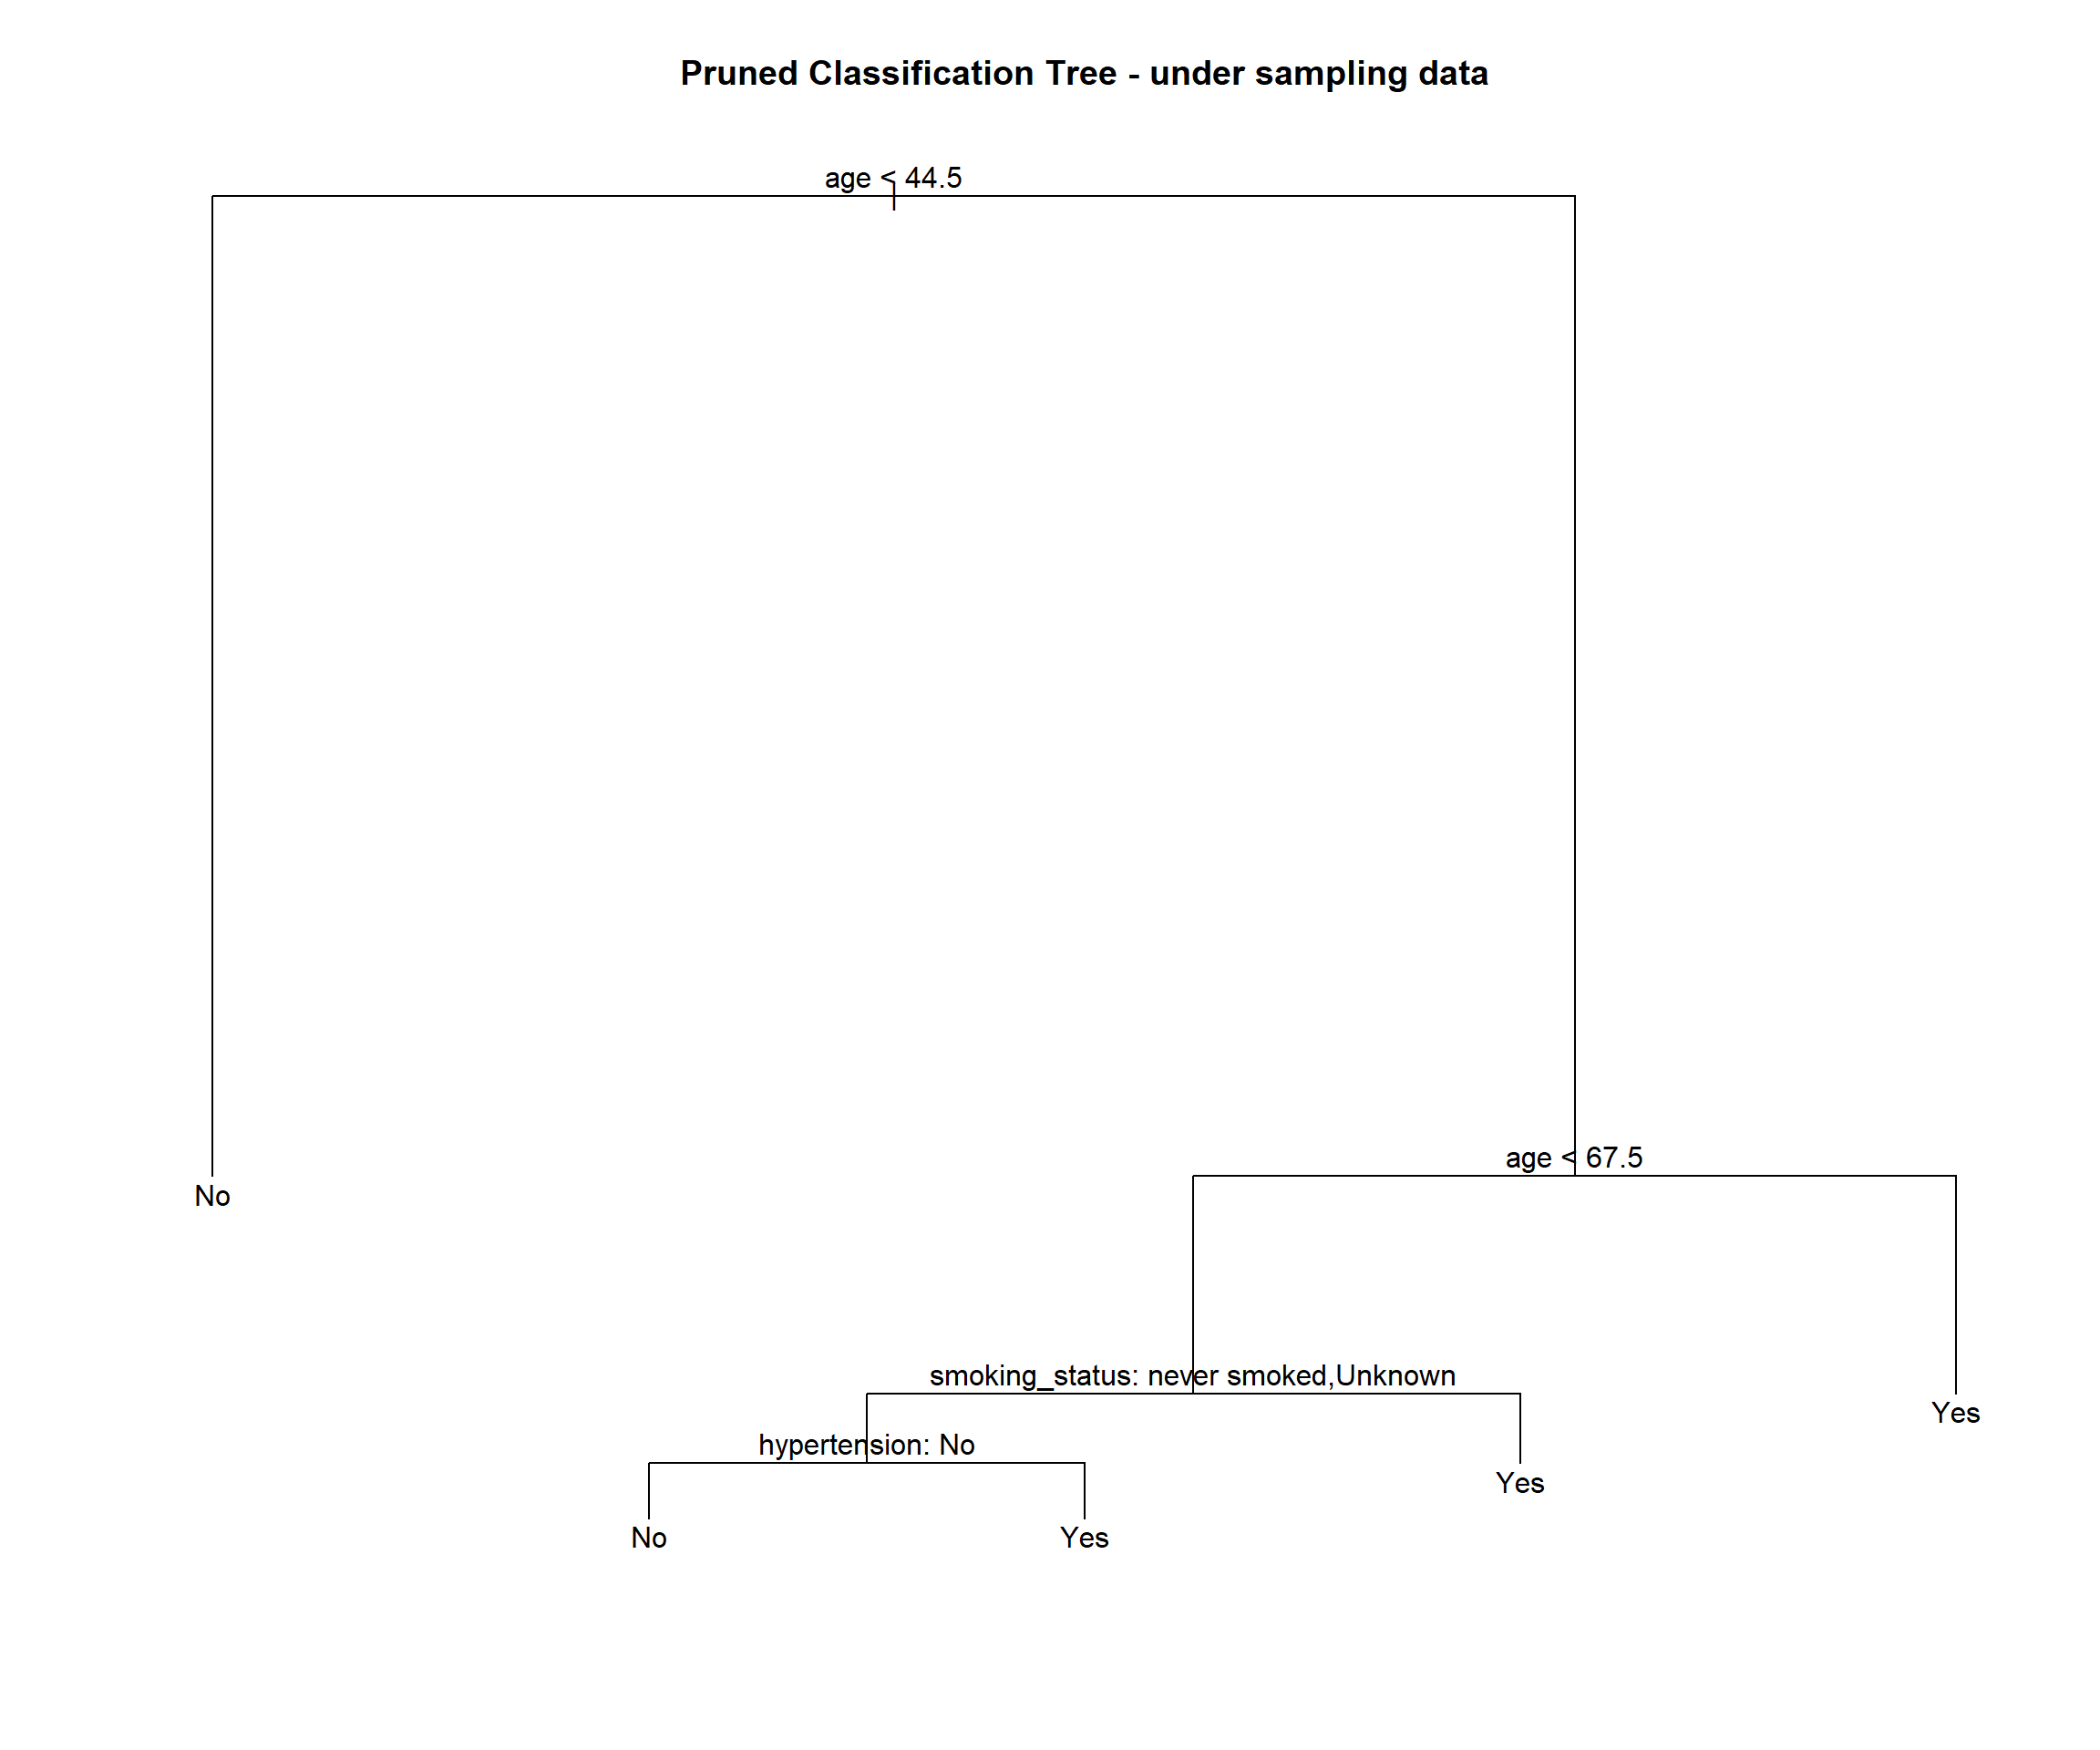 Pruned Classification Tree - under sampling data
age < 44.5
age < 67.5
No
smoking_status: never smoked,Unknown
Yes
hypertension: No
Yes
No
Yes